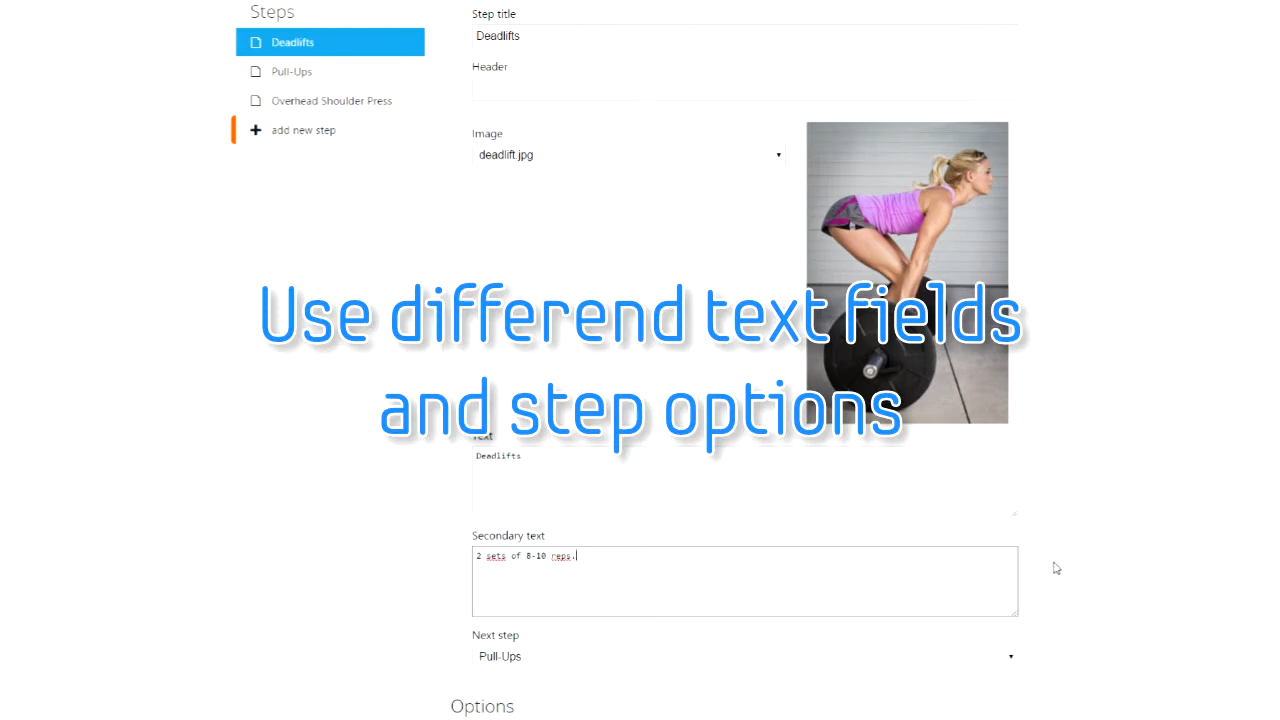 Steps
Deadlifts
Pull-Ups
Overhead Shoulder Press
add new step
Step title
Deadlifts
Header
Image
deadlift.jpg
Use differend text fields
and step options
Text
Deadlifts
Secondary text
2 sets of 8-10 reps.
Next step
Pull-Ups
Options